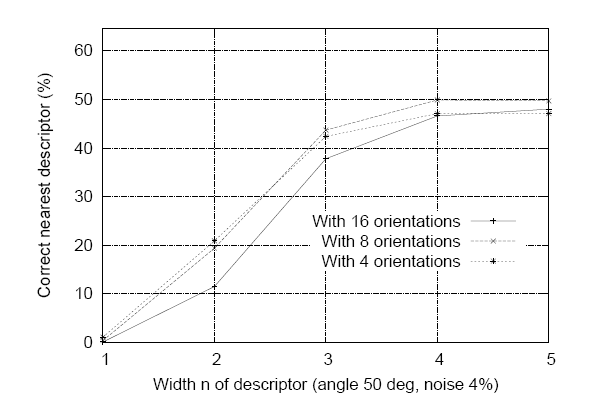 60
50
40
30
20
10
0
Correct nearest descriptor (%)
With 16 orientations
With 8 orientations
With 4 orientations
1 2 3 4 5
Width n of descriptor (angle 50 deg, noise 4%)